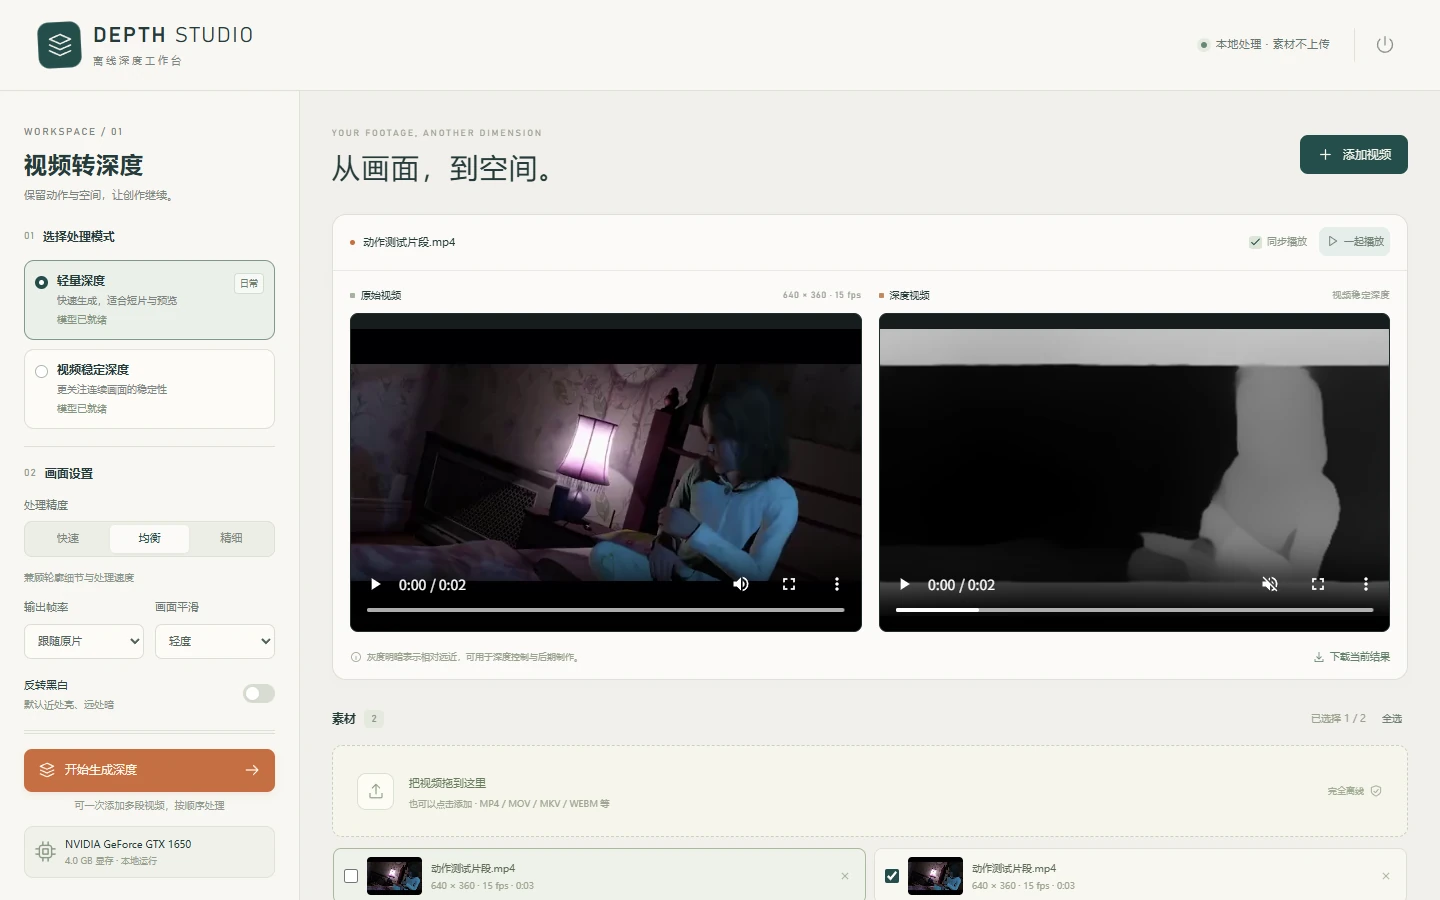 DEPTH STUDIO
离线深度工作台
本地处理 · 素材不上传
WORKSPACE / 01
视频转深度
保留动作与空间，让创作继续。
01 选择处理模式
轻量深度
日常
快速生成，适合短片与预览
模型已就绪
视频稳定深度
更关注连续画面的稳定性
模型已就绪
02 画面设置
处理精度
快速 均衡 精细
兼顾轮廓细节与处理速度
输出帧率 画面平滑
跟随原片 轻度
反转黑白
默认近处亮、远处暗
开始生成深度
可一次添加多段视频，按顺序处理
NVIDIA GeForce GTX 1650
4.0 GB 显存 · 本地运行
YOUR FOOTAGE, ANOTHER DIMENSION
从画面，到空间。
添加视频
动作测试片段.mp4
同步播放
一起播放
原始视频
640 × 360 · 15 fps
深度视频
视频稳定深度
0:00 / 0:02
0:00 / 0:02
灰度明暗表示相对远近，可用于深度控制与后期制作。
下载当前结果
素材 2
已选择 1 / 2 全选
把视频拖到这里
也可以点击添加 · MP4 / MOV / MKV / WEBM 等
完全离线
动作测试片段.mp4
640 × 360 · 15 fps · 0:03
动作测试片段.mp4
640 × 360 · 15 fps · 0:03